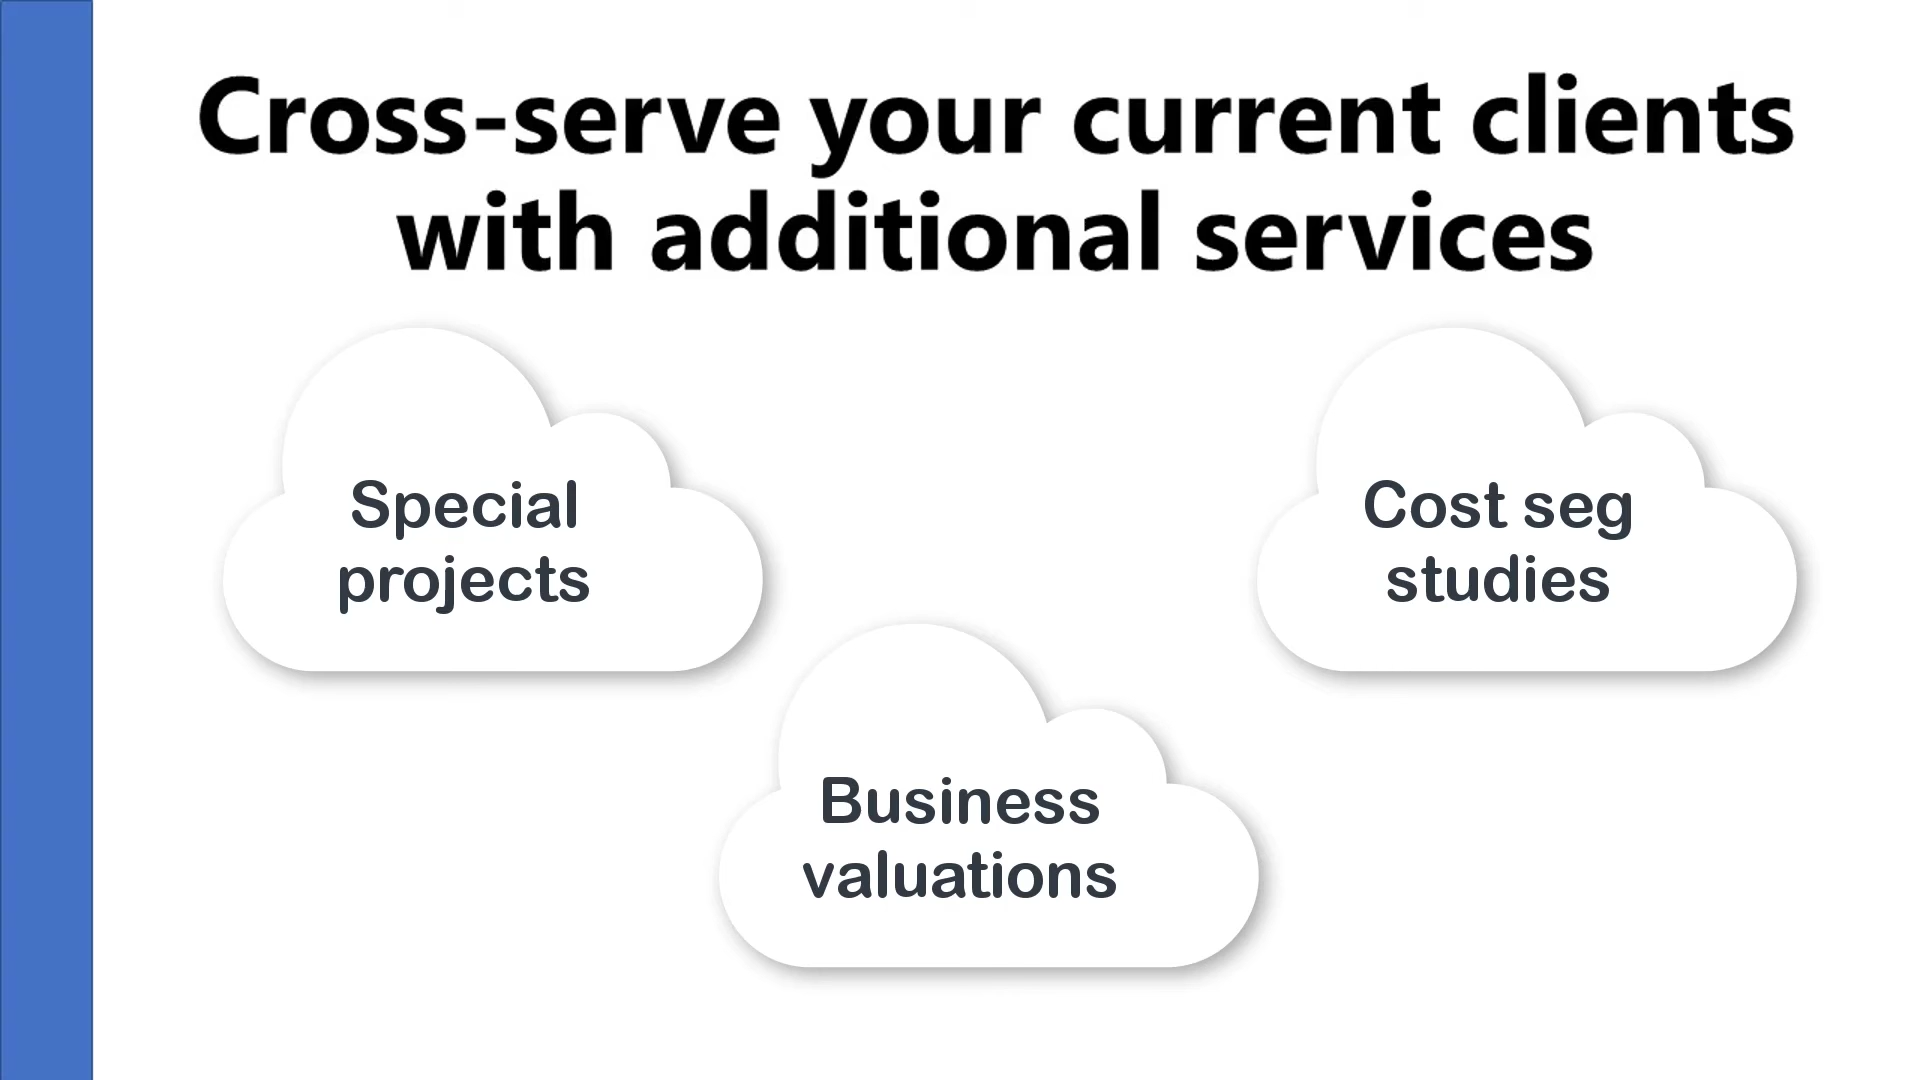 Cross-serve your current clients
with additional services
Special
projects
Cost seg
studies
Business
valuations